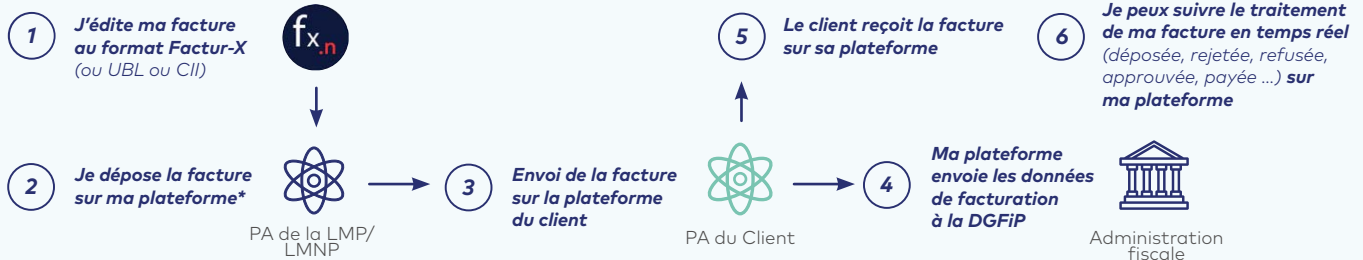 1
J'édite ma facture
au format Factur-X
(ou UBL ou CII)
fx.n
2
Je dépose la facture
sur ma plateforme*
PA de la LMP/
LMNP
3
Envoi de la facture
sur la plateforme
du client
5
Le client reçoit la facture
sur sa plateforme
PA du Client
4
Ma plateforme
envoie les données
de facturation
à la DGFiP
6
Je peux suivre le traitement
de ma facture en temps réel
(déposée, rejetée, refusée,
approuvée, payée ...) sur
ma plateforme
Administration
fiscale